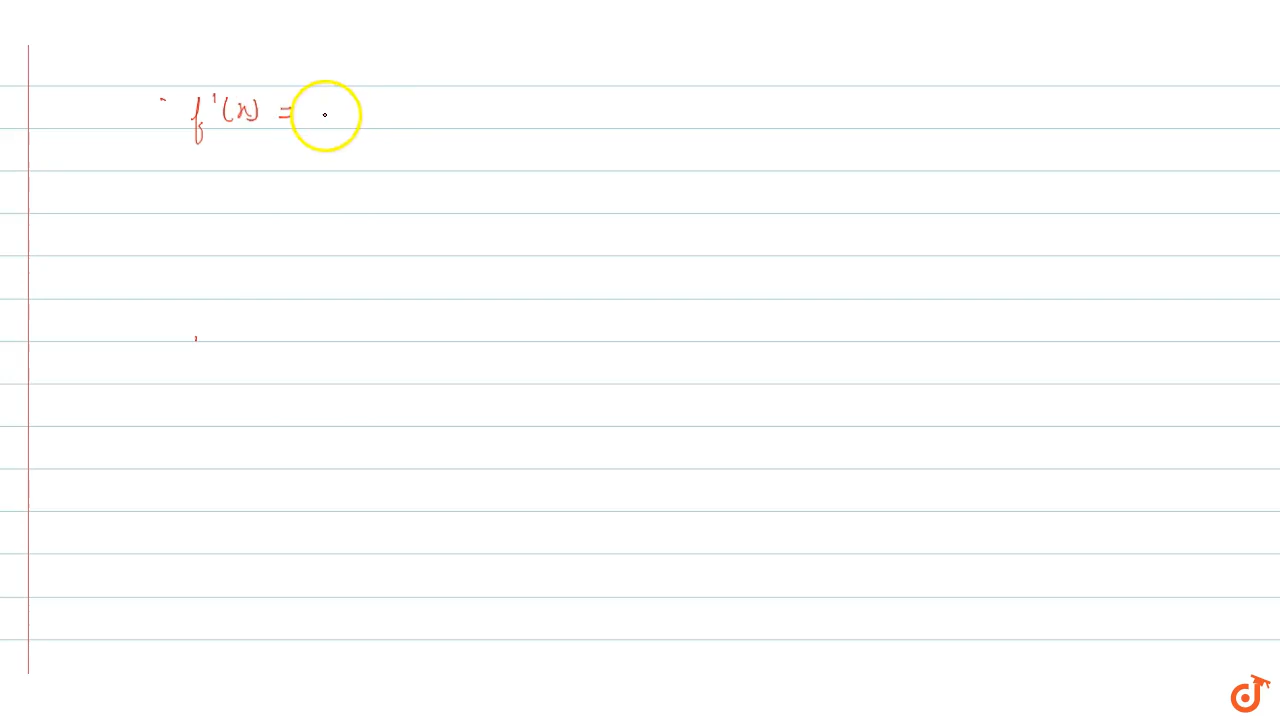 f'(x) =